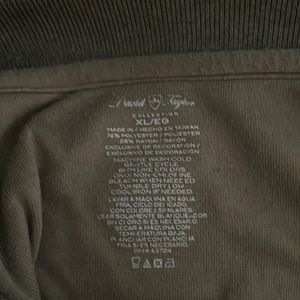 David Taylor
COLLECTION
XL/EG
MADE IN / HECHO EN TAIWAN
74% POLYESTER / POLIESTER
26% RAYON / RAYÓN
EXCLUSIVE OF DECORATION /
EXCLUSIVO DE DECORACIÓN
MACHINE WASH COLD
GENTLE CYCLE
WITH LIKE COLORS
ONLY NON-CHLORINE
BLEACH WHEN NEEDED
TUMBLE DRY LOW
COOL IRON IF NEEDED.
LAVAR A MÁQUINA EN AGUA
FRÍA, CICLO DELICADO
CON COLORES SIMILARES.
USAR SOLAMENTE BLANQUEADOR
SIN CLORO SI ES NECESARIO
SECAR A MÁQUINA CON
TEMPERATURA BAJA.
PLANCHAR CON PLANCHA
FRÍA SI ES NECESARIO
RN# 43724